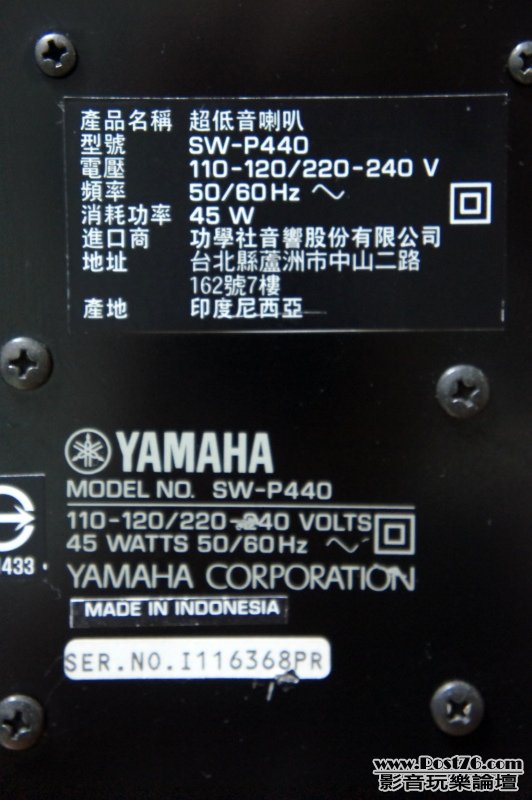 產品名稱 超低音喇叭
型號 SW-P440
電壓 110-120/220-240 V
頻率 50/60Hz ～
消耗功率 45 W
進口商 功學社音響股份有限公司
地址 台北縣蘆洲市中山二路
162號7樓
產地 印度尼西亞
YAMAHA
MODEL NO. SW-P440
110-120/220-240 VOLTS
45 WATTS 50/60Hz ～
1433
YAMAHA CORPORATION
MADE IN INDONESIA
SER.NO.I116368PR
www.Post76.com
影音玩樂論壇